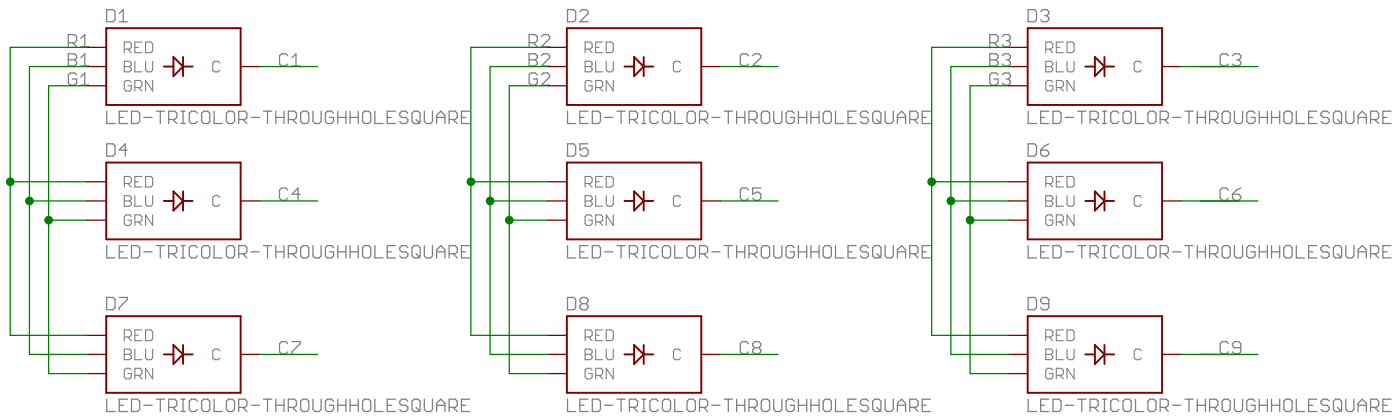 D1
R1 RED
B1 BLU C C1
G1 GRN
LED-TRICOLOR-THROUGHHOLESQUARE
D2
R2 RED
B2 BLU C C2
G2 GRN
LED-TRICOLOR-THROUGHHOLESQUARE
D3
R3 RED
B3 BLU C C3
G3 GRN
LED-TRICOLOR-THROUGHHOLESQUARE
D4
RED
BLU C C4
GRN
LED-TRICOLOR-THROUGHHOLESQUARE
D5
RED
BLU C C5
GRN
LED-TRICOLOR-THROUGHHOLESQUARE
D6
RED
BLU C C6
GRN
LED-TRICOLOR-THROUGHHOLESQUARE
D7
RED
BLU C C7
GRN
LED-TRICOLOR-THROUGHHOLESQUARE
D8
RED
BLU C C8
GRN
LED-TRICOLOR-THROUGHHOLESQUARE
D9
RED
BLU C C9
GRN
LED-TRICOLOR-THROUGHHOLESQUARE